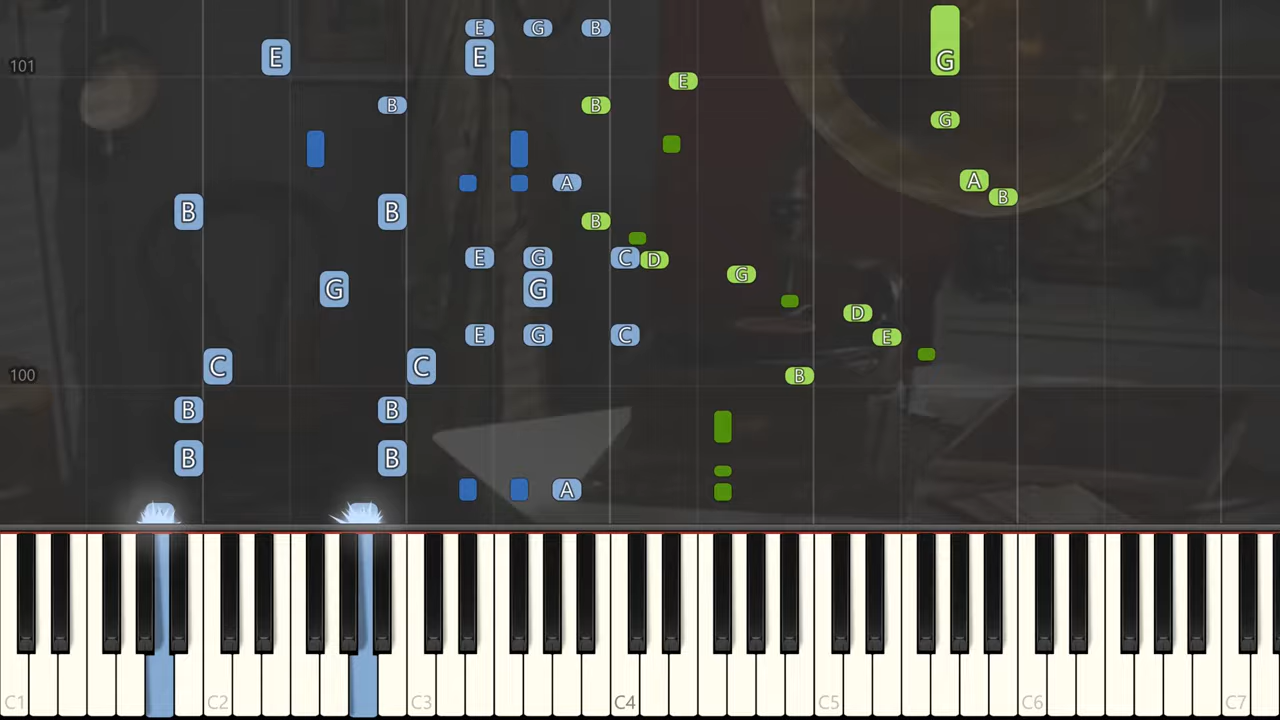 E G B
101 E E
E
B B
G
A A
B B B
B
E G C D
G
G G
D
E G C E
100 C C
B
B B
B B
A
C1 C2 C3 C4 C5 C6 C7